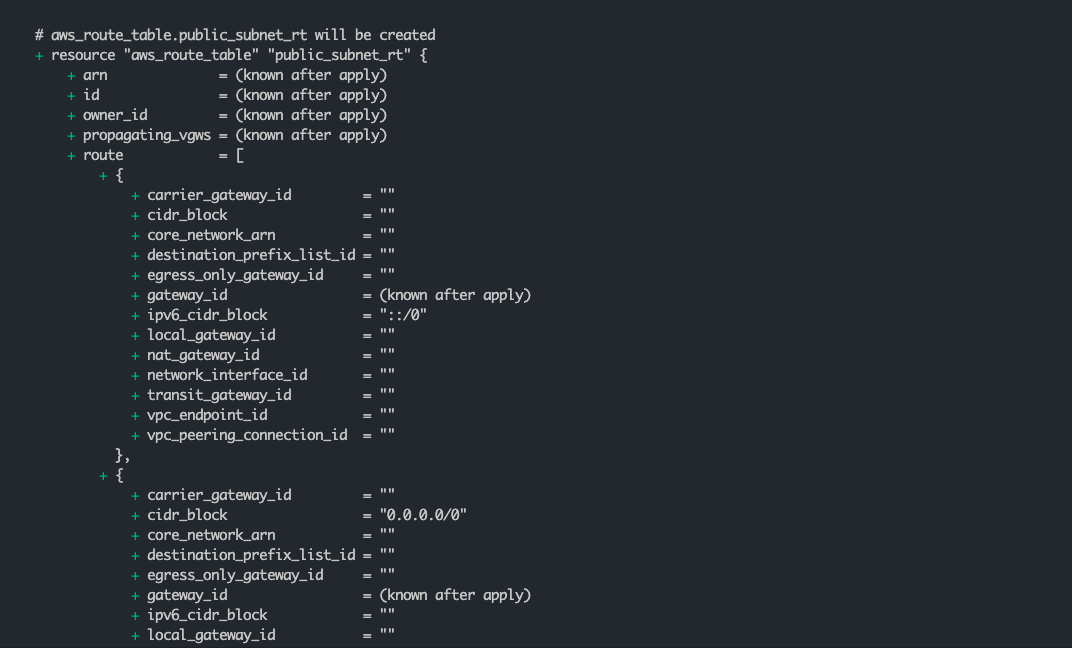 # aws_route_table.public_subnet_rt will be created
+ resource "aws_route_table" "public_subnet_rt" {
+ arn = (known after apply)
+ id = (known after apply)
+ owner_id = (known after apply)
+ propagating_vgws = (known after apply)
+ route = [
+ {
+ carrier_gateway_id = ""
+ cidr_block = ""
+ core_network_arn = ""
+ destination_prefix_list_id = ""
+ egress_only_gateway_id = ""
+ gateway_id = (known after apply)
+ ipv6_cidr_block = "::/0"
+ local_gateway_id = ""
+ nat_gateway_id = ""
+ network_interface_id = ""
+ transit_gateway_id = ""
+ vpc_endpoint_id = ""
+ vpc_peering_connection_id = ""
},
+ {
+ carrier_gateway_id = ""
+ cidr_block = "0.0.0.0/0"
+ core_network_arn = ""
+ destination_prefix_list_id = ""
+ egress_only_gateway_id = ""
+ gateway_id = (known after apply)
+ ipv6_cidr_block = ""
+ local_gateway_id = ""